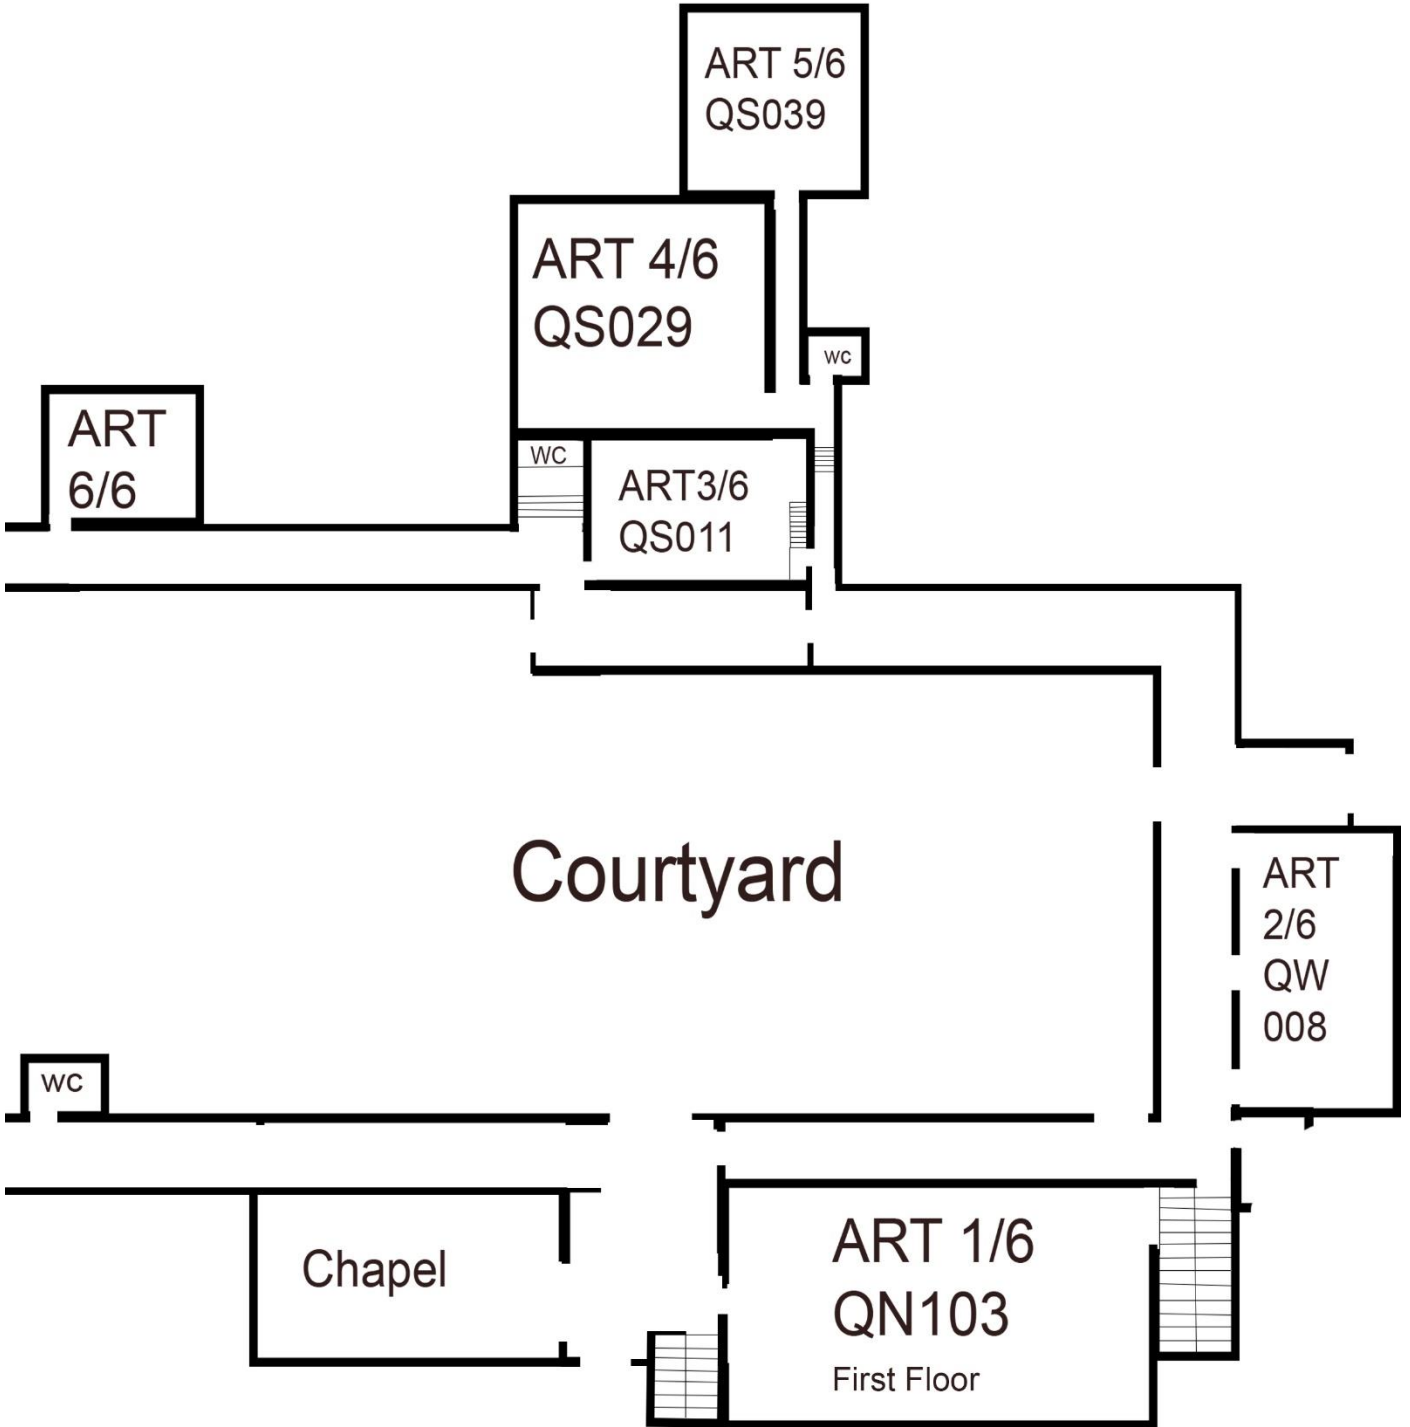 ART 5/6
QS039
ART 4/6
QS029
wc
ART
6/6
WC
ART3/6
QS011
Courtyard
ART
2/6
QW
008
wc
Chapel
ART 1/6
QN103
First Floor